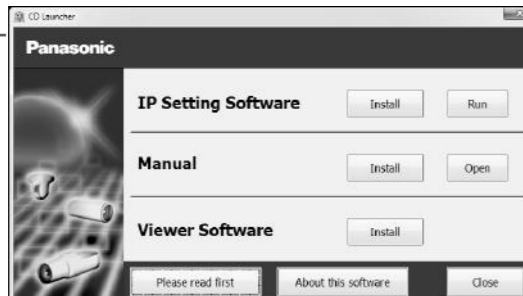 CD Launcher
Panasonic
IP Setting Software Install Run
Manual Install Open
Viewer Software Install
Please read first About this software Close